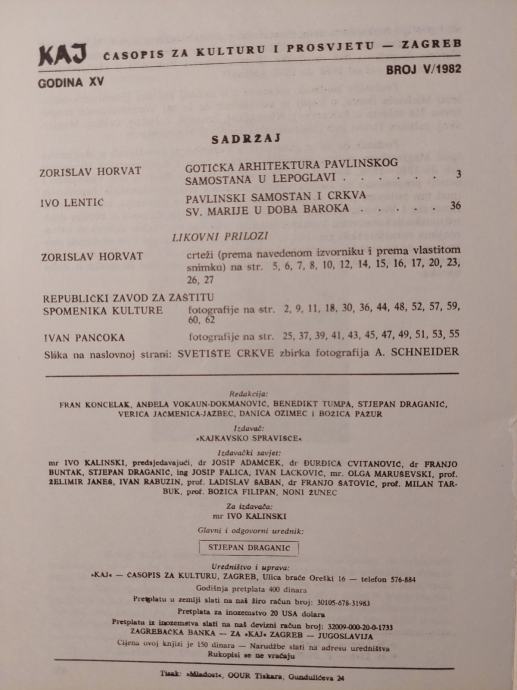 KAJ ČASOPIS ZA KULTURU I PROSVJETU — ZAGREB
GODINA XV BROJ V/1982
SADRŽAJ
ZORISLAV HORVAT GOTIČKA ARHITEKTURA PAVLINSKOG
SAMOSTANA U LEPOGLAVI . . . . . . 3
IVO LENTIĆ PAVLINSKI SAMOSTAN I CRKVA
SV. MARIJE U DOBA BAROKA . . . . . 36
LIKOVNI PRILOZI
ZORISLAV HORVAT crteži (prema navedenom izvorniku i prema vlastitom
snimku) na str. 5, 6, 7, 8, 10, 12, 14, 15, 16, 17, 20, 23,
26, 27
REPUBLIČKI ZAVOD ZA ZAŠTITU
SPOMENIKA KULTURE fotografije na str. 2, 9, 11, 18, 30, 36, 44, 48, 52, 57, 59,
60, 62
IVAN PANČOKA fotografije na str. 25, 37, 39, 41, 43, 45, 47, 49, 51, 53, 55
Slika na naslovnoj strani: SVETIŠTE CRKVE zbirka fotografija A. SCHNEIDER
Redakcija:
FRAN KONCELAK, ANĐELA VOKAUN-DOKMANOVIĆ, BENEDIKT TUMPA, STJEPAN DRAGANIĆ,
VERICA JAČMENICA-JAZBEC, DANICA OZIMEC i BOŽICA PAŽUR
Izdavač:
»KAJKAVSKO SPRAVIŠČE«
Izdavački savjet:
mr IVO KALINSKI, predsjedavajući, dr JOSIP ADAMČEK, dr ĐURĐICA CVITANOVIĆ, dr FRANJO
BUNTAK, STJEPAN DRAGANIĆ, ing JOSIP FALICA, IVAN LACKOVIĆ, mr. OLGA MARUŠEVSKI, prof.
ŽELIMIR JANEŠ, IVAN RABUZIN, prof. LADISLAV ŠABAN, dr FRANJO ŠATOVIĆ, prof. MILAN TAR-
BUK, prof. BOŽICA FILIPAN, NONI ŽUNEC
Za izdavača:
mr IVO KALINSKI
Glavni i odgovorni urednik:
STJEPAN DRAGANIĆ
Uredništvo i uprava:
»KAJ« — ČASOPIS ZA KULTURU, ZAGREB, Ulica braće Oreški 16 — telefon 576-884
Godišnja pretplata 400 dinara
Pretplatu u zemlji slati na naš žiro račun broj: 30105-678-31983
Pretplata za inozemstvo 20 USA dolara
Pretplatu iz inozemstva slati na naš devizni račun broj: 32009-000-20-0-1733
ZAGREBAČKA BANKA — ZA »KAJ« ZAGREB — JUGOSLAVIJA
Cijena ovoj knjizi je 150 dinara — Narudžbe slati na adresu uredništva
Rukopisi se ne vraćaju
Tisak: »Mladost«, OOUR Tiskara, Gundulićeva 24